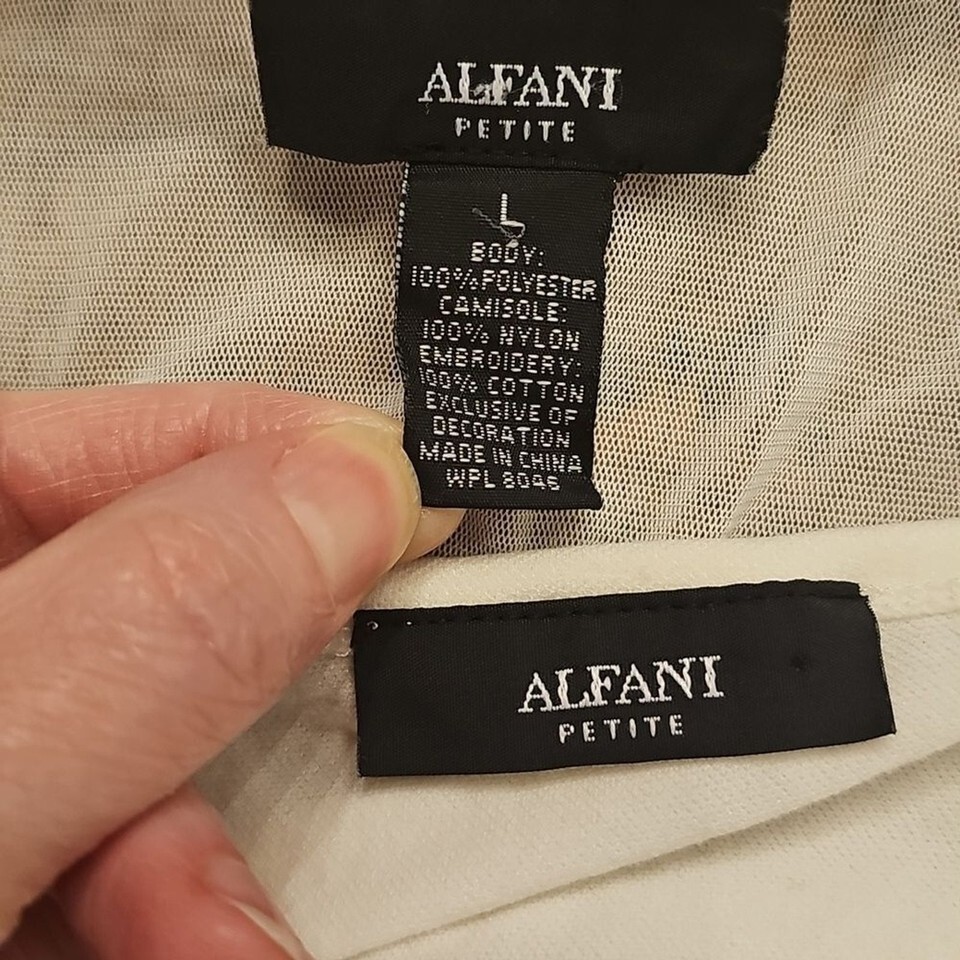 ALFANI
PETITE
L
BODY:
100% POLYESTER
CAMISOLE:
100% NYLON
EMBROIDERY:
100% COTTON
EXCLUSIVE OF
DECORATION
MADE IN CHINA
WPL 8046
ALFANI
PETITE